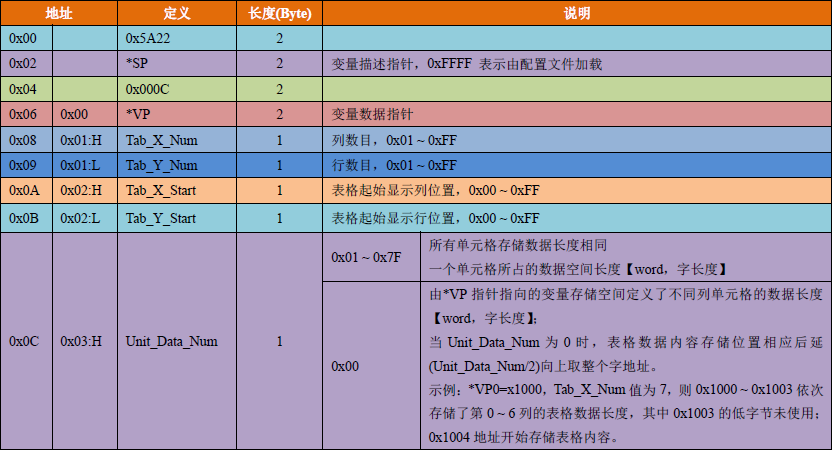 地址 定义 长度(Byte) 说明
0x00 0x5A22 2
0x02 *SP 2 变量描述指针，0xFFFF 表示由配置文件加载
0x04 0x000C 2
0x06 0x00 *VP 2 变量数据指针
0x08 0x01:H Tab_X_Num 1 列数目，0x01 ~ 0xFF
0x09 0x01:L Tab_Y_Num 1 行数目，0x01 ~ 0xFF
0x0A 0x02:H Tab_X_Start 1 表格起始显示列位置，0x00 ~ 0xFF
0x0B 0x02:L Tab_Y_Start 1 表格起始显示行位置，0x00 ~ 0xFF
0x0C 0x03:H Unit_Data_Num 1
0x01 ~ 0x7F
所有单元格存储数据长度相同
一个单元格所占的数据空间长度【word，字长度】
0x00
由*VP 指针指向的变量存储空间定义了不同列单元格的数据长度
【word，字长度】；
当 Unit_Data_Num 为 0 时，表格数据内容存储位置相应后延
(Unit_Data_Num/2)向上取整个字地址。
示例：*VP0=x1000，Tab_X_Num 值为 7，则 0x1000 ~ 0x1003 依次
存储了第 0 ~ 6 列的表格数据长度，其中 0x1003 的低字节未使用；
0x1004 地址开始存储表格内容。